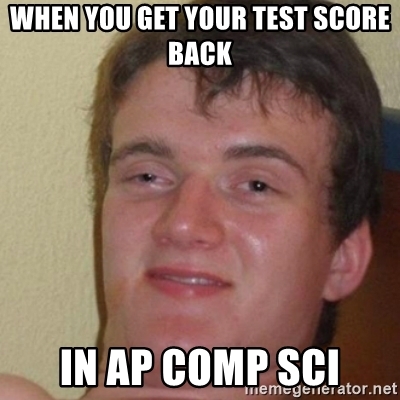 WHEN YOU GET YOUR TEST SCORE
BACK
IN AP COMP SCI
memegenerator.net